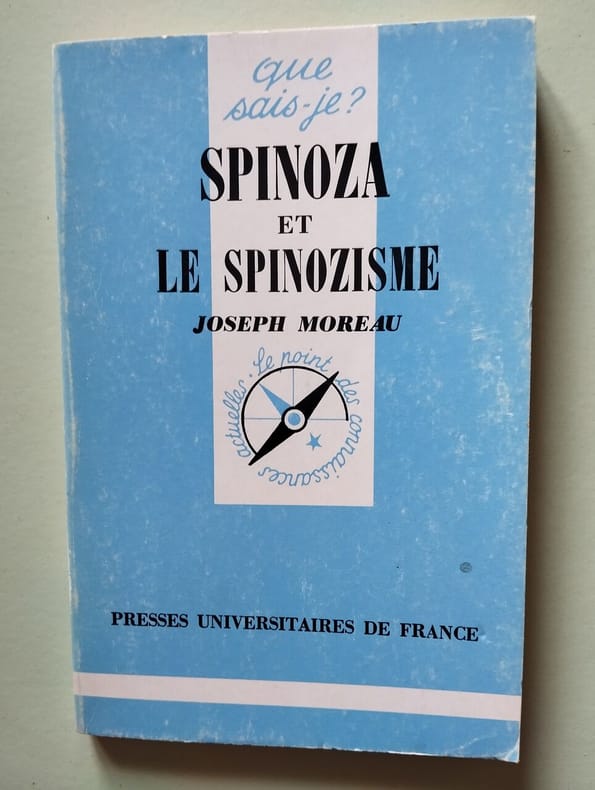 que
sais-je?
SPINOZA
ET
LE SPINOZISME
JOSEPH MOREAU
Le point des connaissances actuelles.
PRESSES UNIVERSITAIRES DE FRANCE